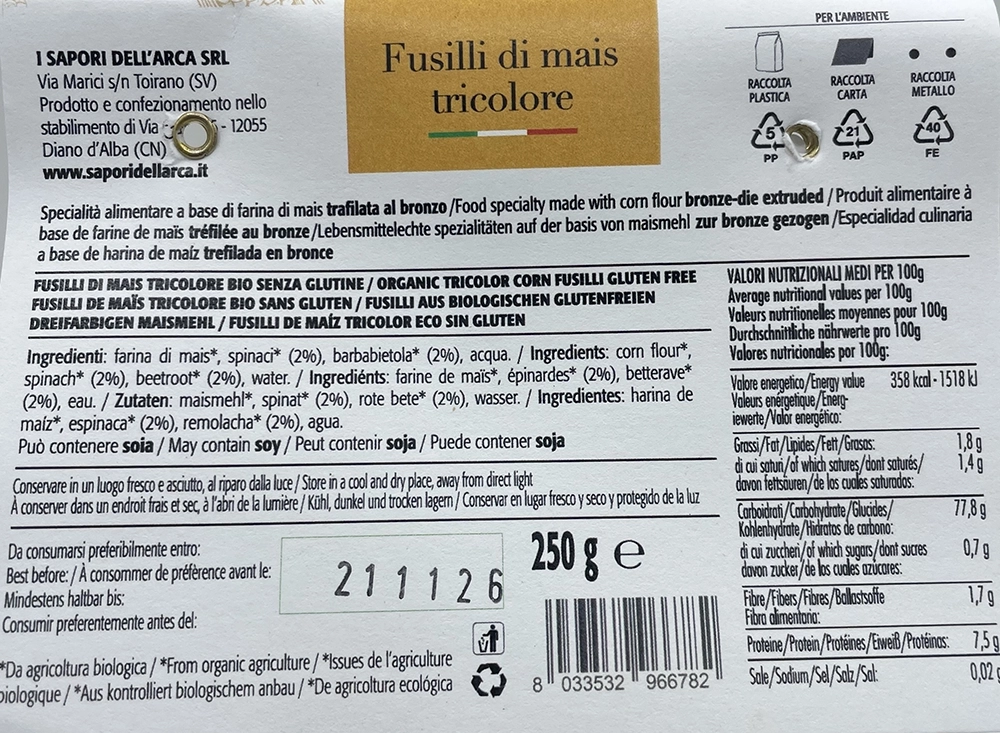 I SAPORI DELL'ARCA SRL
Via Marici s/n Toirano (SV)
Prodotto e confezionamento nello
stabilimento di Via - 12055
Diano d'Alba (CN)
www.saporidellarca.it
Fusilli di mais
tricolore
PER L'AMBIENTE
RACCOLTA
PLASTICA
5
PP
RACCOLTA
CARTA
21
PAP
RACCOLTA
METALLO
40
FE
Specialità alimentare a base di farina di mais trafilata al bronzo/Food specialty made with corn flour bronze-die extruded/Produit alimentaire à
base de farine de maïs tréfilée au bronze/Lebensmittelechte spezialitäten auf der basis von maismehl zur bronze gezogen/Especialidad culinaria
a base de harina de maíz trefilada en bronce
FUSILLI DI MAIS TRICOLORE BIO SENZA GLUTINE / ORGANIC TRICOLOR CORN FUSILLI GLUTEN FREE
FUSILLI DE MAÏS TRICOLORE BIO SANS GLUTEN / FUSILLI AUS BIOLOGISCHEN GLUTENFREIEN
DREIFARBIGEN MAISMEHL / FUSILLI DE MAÍZ TRICOLOR ECO SIN GLUTEN
Ingredienti: farina di mais*, spinaci* (2%), barbabietola* (2%), acqua. / Ingredients: corn flour*,
spinach* (2%), beetroot* (2%), water. / Ingrediénts: farine de maïs*, épinardes* (2%), betterave*
(2%), eau. / Zutaten: maismehl*, spinat* (2%), rote bete* (2%), wasser. / Ingredientes: harina de
maíz*, espinaca* (2%), remolacha* (2%), agua.
Può contenere soia / May contain soy / Peut contenir soja / Puede contener soja
Conservare in un luogo fresco e asciutto, al riparo dalla luce / Store in a cool and dry place, away from direct light
À conserver dans un endroit frais et sec, à l'abri de la lumière / Kühl, dunkel und trocken lagern / Conservar en lugar fresco y seco y protegido de la luz
Da consumarsi preferibilmente entro:
Best before: / À consommer de préfèrence avant le:
Mindestens haltbar bis:
Consumir preferentemente antes del:
211126
250 g e
*Da agricoltura biologica / *From organic agriculture / *Issues de l'agriculture
biologique / *Aus kontrolliert biologischem anbau / *De agricoltura ecológica
8 033532 966782
VALORI NUTRIZIONALI MEDI PER 100g
Average nutritional values per 100g
Valeurs nutritionelles moyennes pour 100g
Durchschnittliche nährwerte pro 100g
Valores nutricionales por 100g:
Valore energetico/Energy value 358 kcal - 1518 kJ
Valeurs energetique/Energ-
iewerte/Valor energético:
Grassi/Fat/Lipides/Fett/Grasas: 1,8 g
di cui saturi/of which satures/dont saturés/ 1,4 g
davon fettsäuren/de los cuales saturados:
Carboidrati/Carbohydrate/Glucides/ 77,8 g
Kohlenhydrate/Hidratos de carbono:
di cui zuccheri/of which sugars/dont sucres 0,7 g
davon zucker/de los cuales azúcares:
Fibre/Fibers/Fibres/Ballastsoffe 1,7 g
Fibra alimentaria:
Proteine/Protein/Protéines/Eiweiß/Protéinas: 7,5 g
Sale/Sodium/Sel/Salz/Sal: 0,02 g